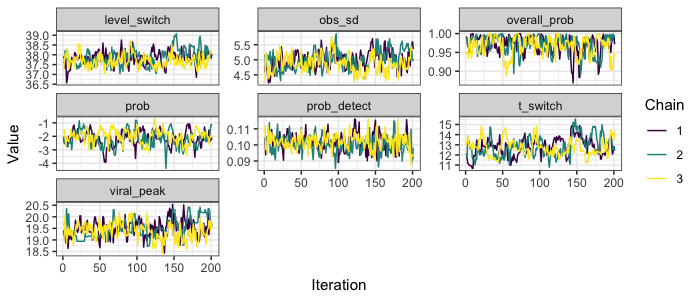 level_switch
obs_sd
overall_prob
39.0
38.5
38.0
37.5
37.0
36.5
5.5
5.0
4.5
1.00
0.95
0.90
prob
prob_detect
t_switch
-1
-2
-3
-4
0.11
0.10
0.09
15
14
13
12
11
0 50 100 150 200
0 50 100 150 200
viral_peak
20.5
20.0
19.5
19.0
18.5
0 50 100 150 200
Value
Iteration
Chain
1
2
3